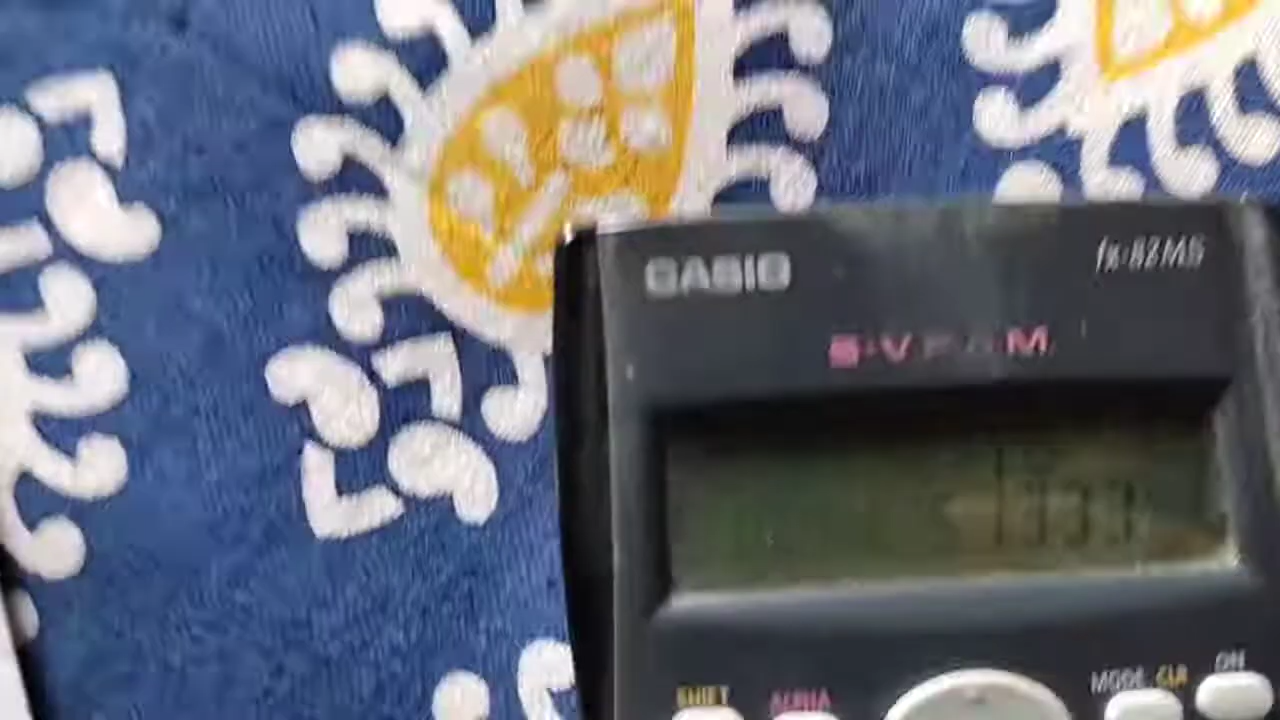 CASIO
fx-82MS
S-V.P.A.M.
SHIFT
ALPHA
MODE CLR
ON